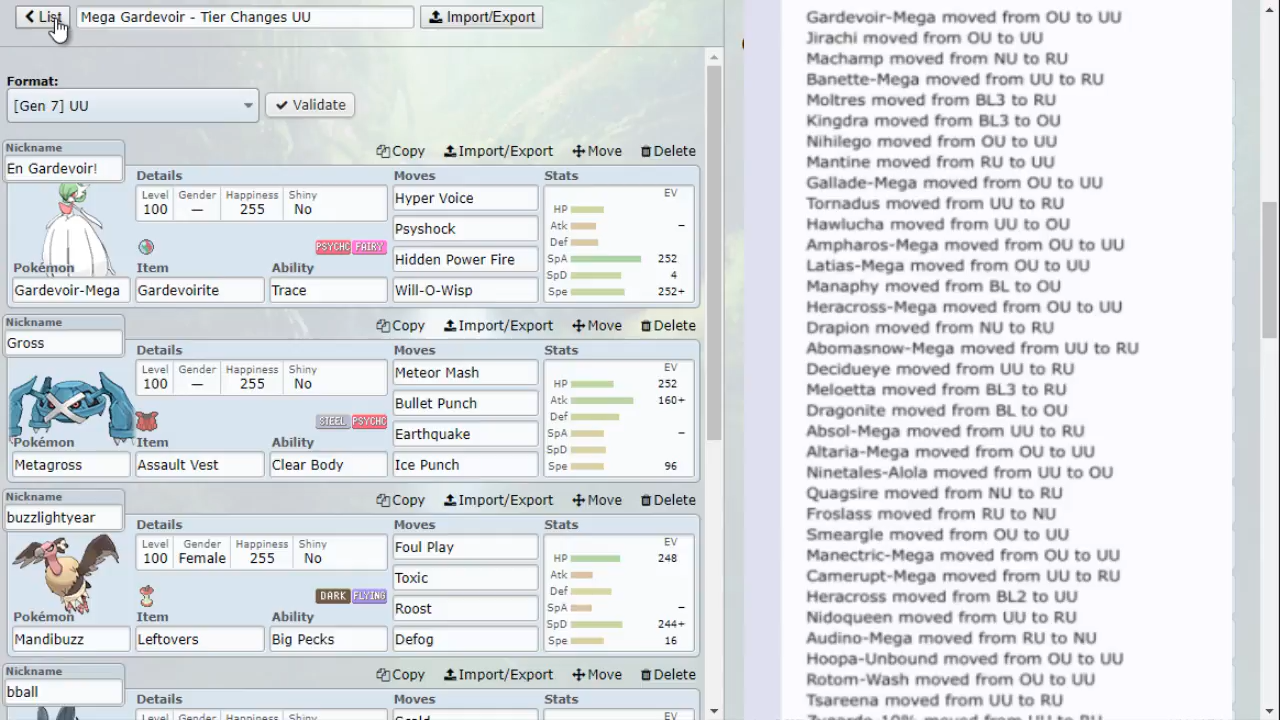 List
Mega Gardevoir - Tier Changes UU
Import/Export
Format:
[Gen 7] UU
Validate
Copy Import/Export Move Delete
Nickname
En Gardevoir!
Details
Level Gender Happiness Shiny
100 — 255 No
PSYCHC FAIRY
Pokémon Item Ability
Gardevoir-Mega Gardevoirite Trace
Moves
Hyper Voice
Psyshock
Hidden Power Fire
Will-O-Wisp
Stats
EV
HP
Atk –
Def
SpA 252
SpD 4
Spe 252+
Copy Import/Export Move Delete
Nickname
Gross
Details
Level Gender Happiness Shiny
100 — 255 No
STEEL PSYCHC
Pokémon Item Ability
Metagross Assault Vest Clear Body
Moves
Meteor Mash
Bullet Punch
Earthquake
Ice Punch
Stats
EV
HP 252
Atk 160+
Def
SpA –
SpD
Spe 96
Copy Import/Export Move Delete
Nickname
buzzlightyear
Details
Level Gender Happiness Shiny
100 Female 255 No
DARK FLYING
Pokémon Item Ability
Mandibuzz Leftovers Big Pecks
Moves
Foul Play
Toxic
Roost
Defog
Stats
EV
HP 248
Atk
Def
SpA –
SpD 244+
Spe 16
Copy Import/Export Move Delete
Nickname
bball
Details
Level Gender Happiness Shiny
Moves
Scald
Stats
EV
HP
Gardevoir-Mega moved from OU to UU
Jirachi moved from OU to UU
Machamp moved from NU to RU
Banette-Mega moved from UU to RU
Moltres moved from BL3 to RU
Kingdra moved from BL3 to OU
Nihilego moved from OU to UU
Mantine moved from RU to UU
Gallade-Mega moved from OU to UU
Tornadus moved from UU to RU
Hawlucha moved from UU to OU
Ampharos-Mega moved from OU to UU
Latias-Mega moved from OU to UU
Manaphy moved from BL to OU
Heracross-Mega moved from OU to UU
Drapion moved from NU to RU
Abomasnow-Mega moved from UU to RU
Decidueye moved from UU to RU
Meloetta moved from BL3 to RU
Dragonite moved from BL to OU
Absol-Mega moved from UU to RU
Altaria-Mega moved from OU to UU
Ninetales-Alola moved from UU to OU
Quagsire moved from NU to RU
Froslass moved from RU to NU
Smeargle moved from OU to UU
Manectric-Mega moved from OU to UU
Camerupt-Mega moved from UU to RU
Heracross moved from BL2 to UU
Nidoqueen moved from UU to RU
Audino-Mega moved from RU to NU
Hoopa-Unbound moved from OU to UU
Rotom-Wash moved from OU to UU
Tsareena moved from UU to RU
Zygarde-10% moved from